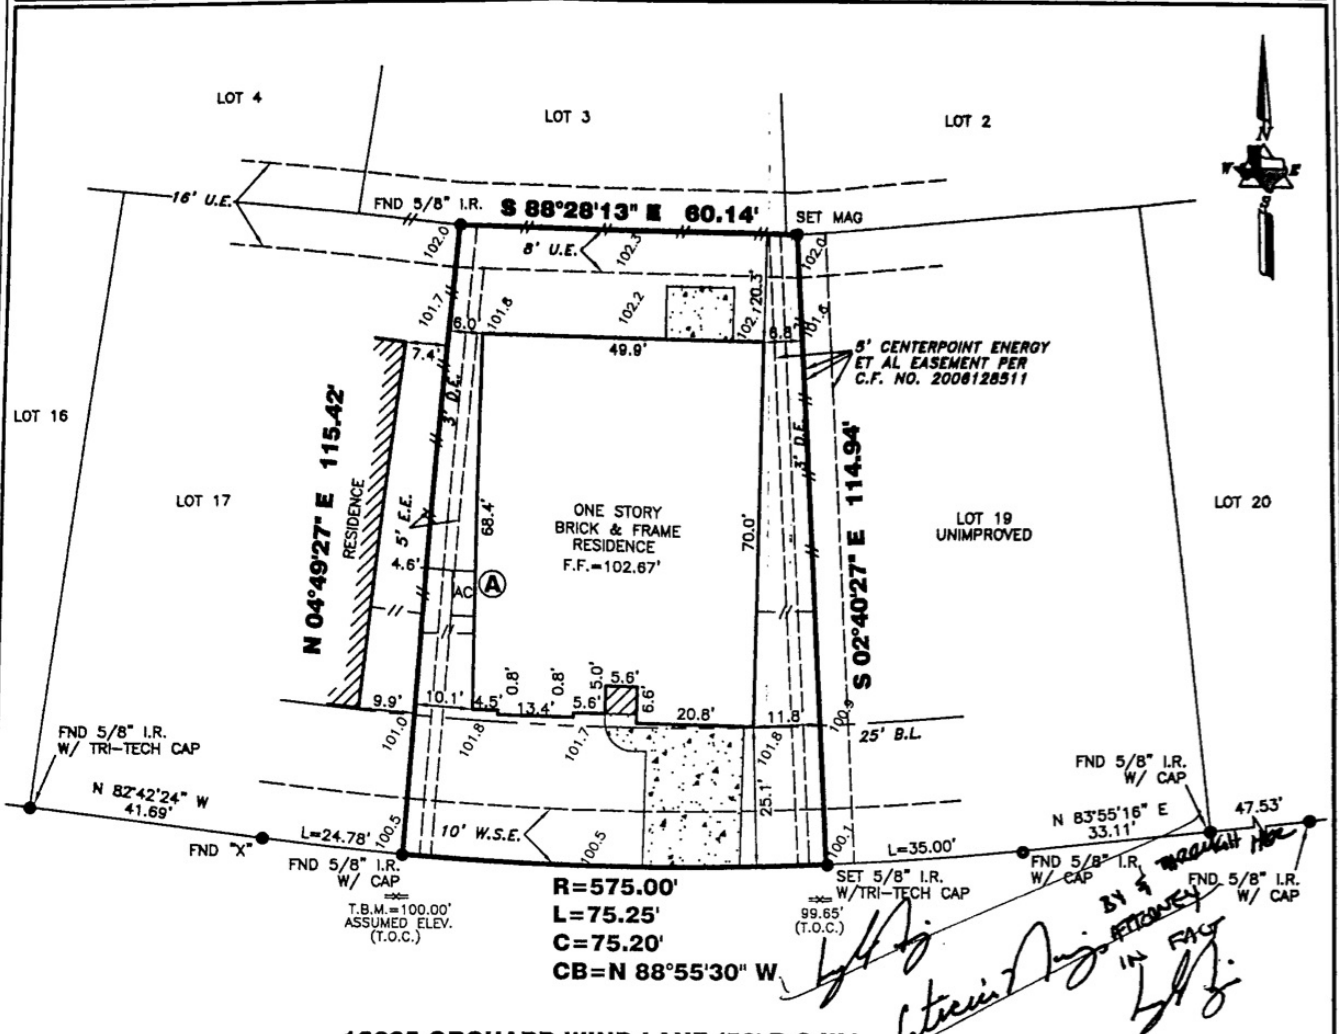 LOT 4
LOT 3
LOT 2
N
W
E
S
16' U.E.
FND 5/8" I.R.
S 88°28'13" E 60.14'
SET MAG
102.0
8' U.E.
102.3
102.0
101.7
101.8
102.2
102.1
20.3'
101.6
6.0'
6.8'
7.4'
49.9'
5' CENTERPOINT ENERGY
ET AL EASEMENT PER
C.F. NO. 2006128511
3' D.E.
3' D.E.
LOT 16
N 04°49'27" E 115.42'
RESIDENCE
LOT 17
5' E.E.
68.4'
ONE STORY
BRICK & FRAME
RESIDENCE
F.F.=102.67'
70.0'
S 02°40'27" E 114.94'
LOT 19
UNIMPROVED
LOT 20
4.6'
AC
A
9.9'
10.1'
4.5'
0.8'
13.4'
0.8'
5.6'
5.0'
5.6'
6.6'
20.8'
11.8'
100.9
25' B.L.
101.0
101.8
101.7
101.8
25.1'
FND 5/8" I.R.
W/ TRI-TECH CAP
N 82°42'24" W
41.69'
FND "X"
L=24.78'
100.5
FND 5/8" I.R.
W/ CAP
10' W.S.E.
100.5
100.1
T.B.M.=100.00'
ASSUMED ELEV.
(T.O.C.)
R=575.00'
L=75.25'
C=75.20'
CB=N 88°55'30" W
SET 5/8" I.R.
W/TRI-TECH CAP
99.65'
(T.O.C.)
L=35.00'
FND 5/8" I.R.
W/ CAP
N 83°55'16" E
33.11'
FND 5/8" I.R.
W/ CAP
47.53'
FND 5/8" I.R.
W/ CAP
BY &
ATTORNEY
IN FACT
ORCHARD WIND LANE